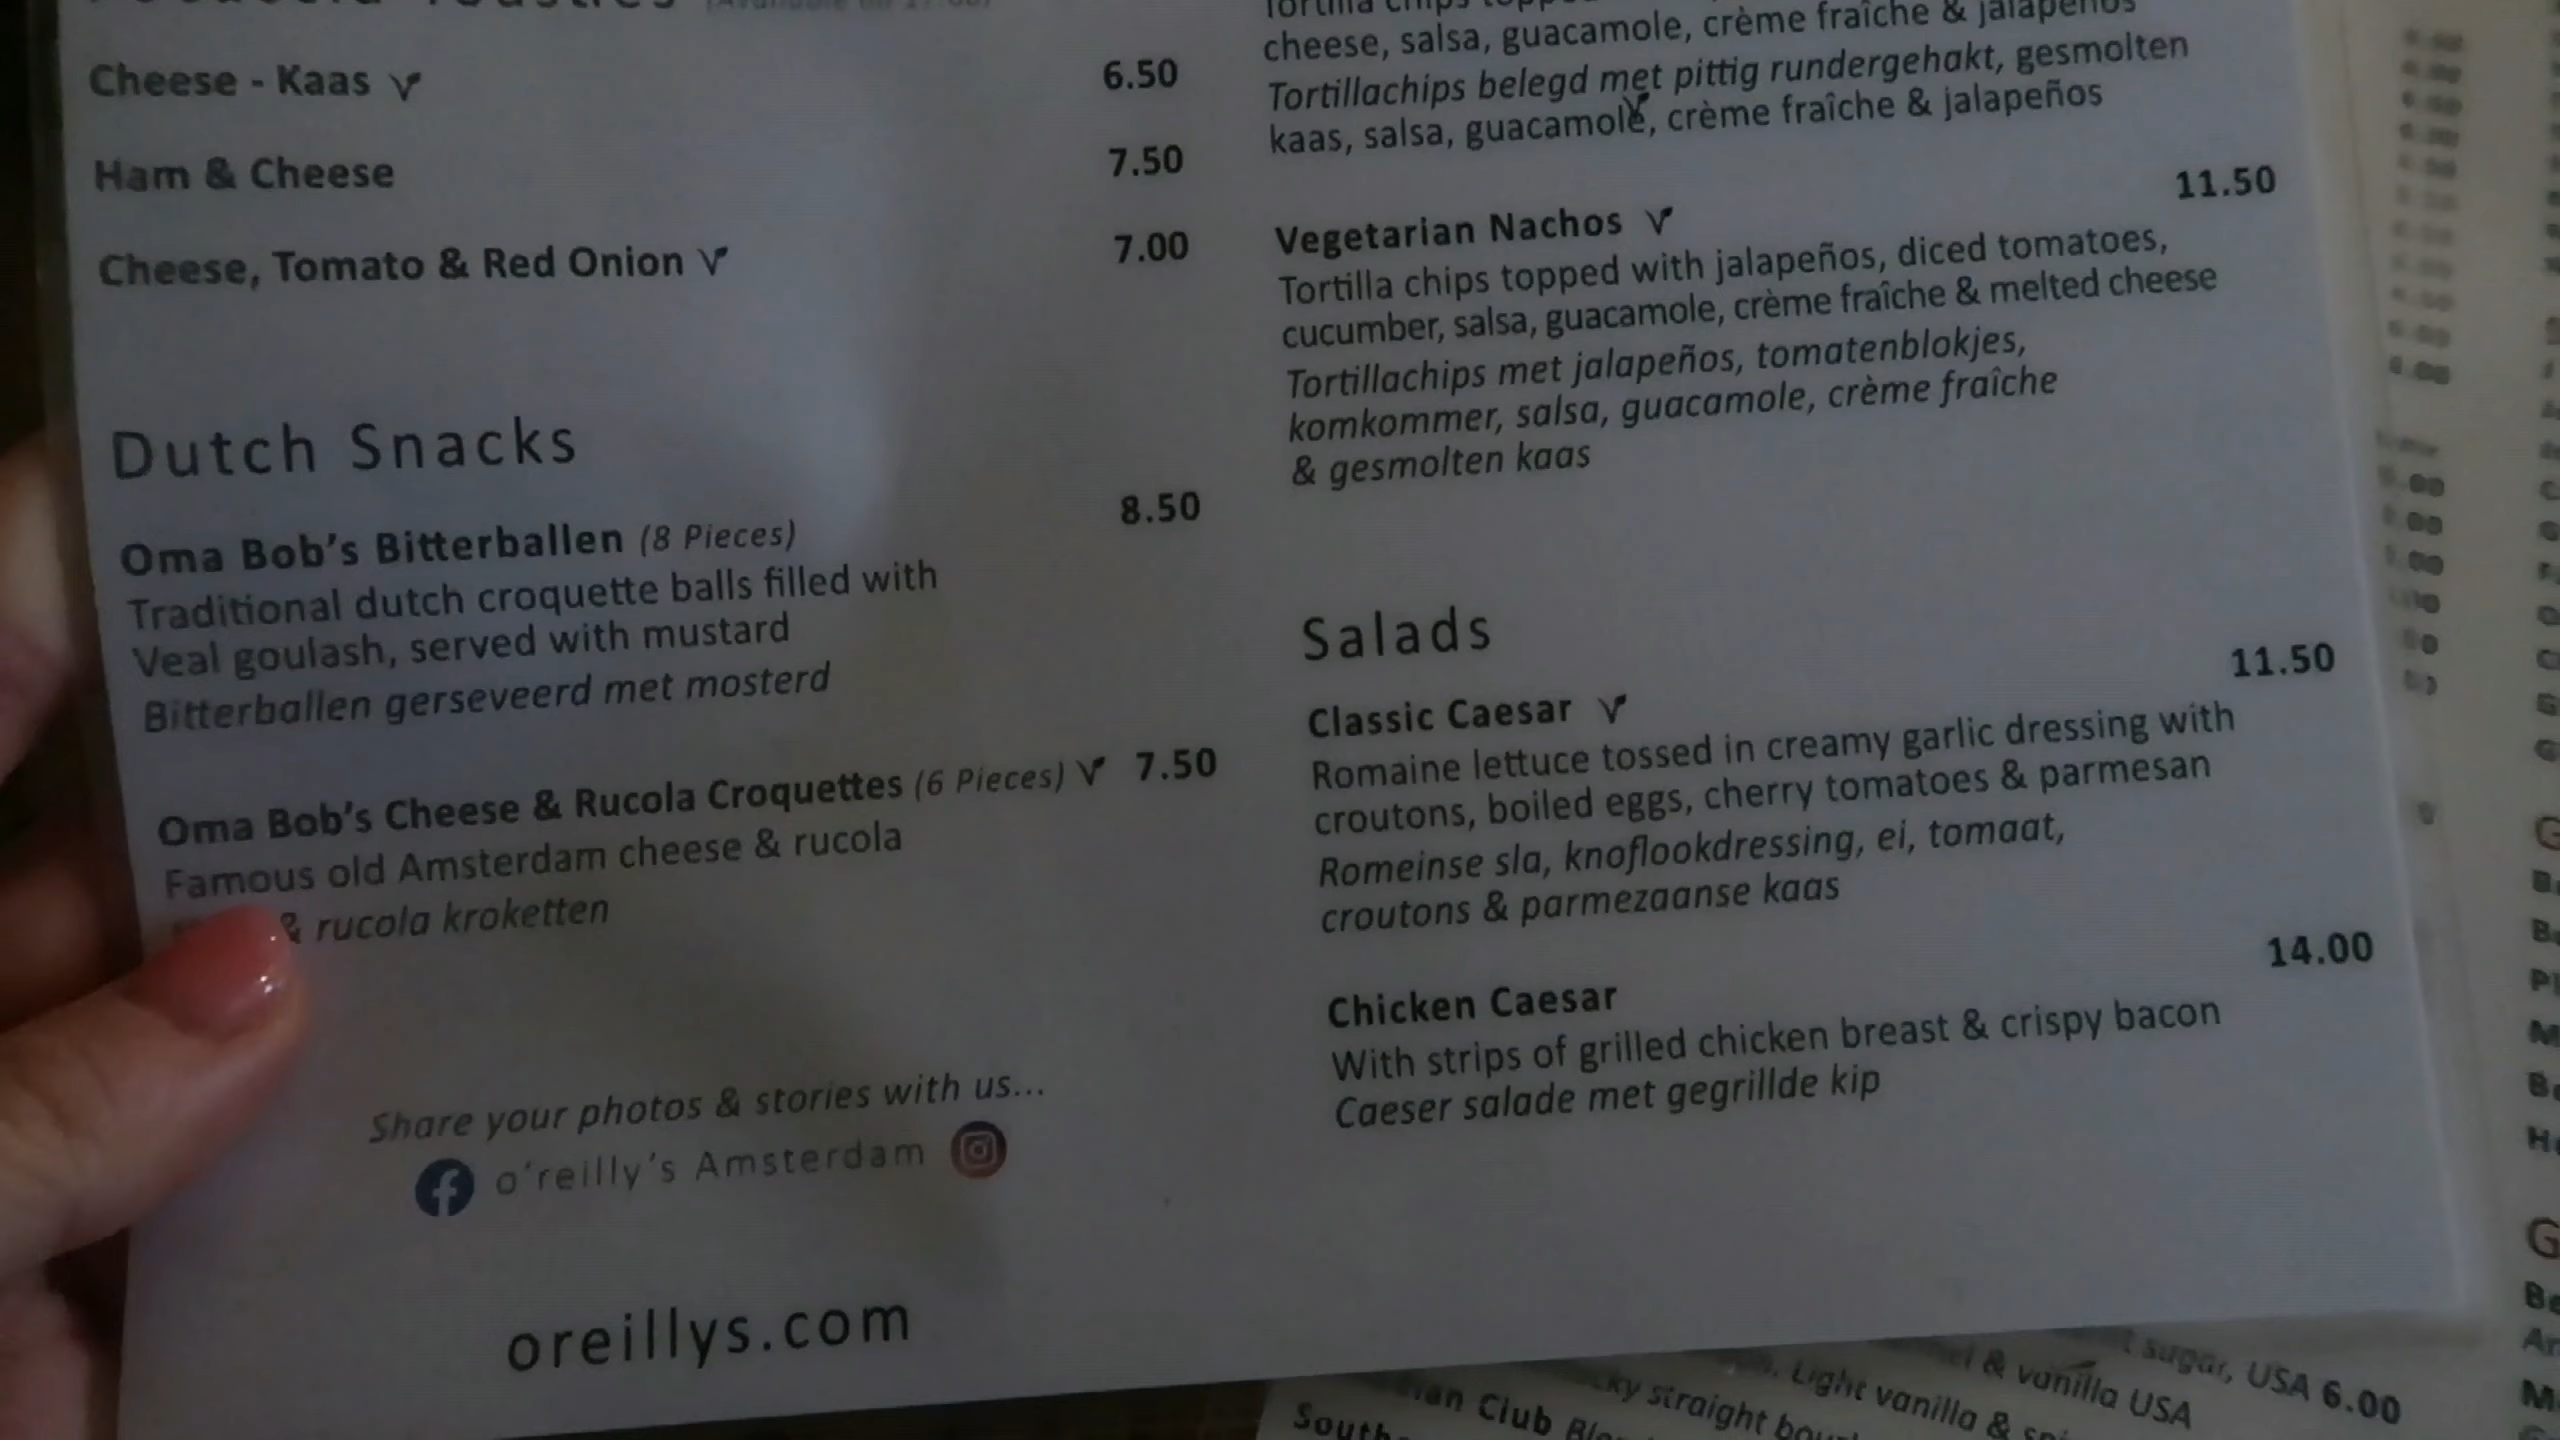 Cheese - Kaas V 6.50
Ham & Cheese 7.50
Cheese, Tomato & Red Onion V 7.00
Dutch Snacks
Oma Bob's Bitterballen (8 Pieces) 8.50
Traditional dutch croquette balls filled with
Veal goulash, served with mustard
Bitterballen gerseveerd met mosterd
Oma Bob's Cheese & Rucola Croquettes (6 Pieces) V 7.50
Famous old Amsterdam cheese & rucola
& rucola kroketten
Share your photos & stories with us...
o'reilly's Amsterdam
oreillys.com
cheese, salsa, guacamole, crème fraîche & jalapeños
Tortillachips belegd met pittig rundergehakt, gesmolten
kaas, salsa, guacamole, crème fraîche & jalapeños
Vegetarian Nachos V 11.50
Tortilla chips topped with jalapeños, diced tomatoes,
cucumber, salsa, guacamole, crème fraîche & melted cheese
Tortillachips met jalapeños, tomatenblokjes,
komkommer, salsa, guacamole, crème fraîche
& gesmolten kaas
Salads
Classic Caesar V 11.50
Romaine lettuce tossed in creamy garlic dressing with
croutons, boiled eggs, cherry tomatoes & parmesan
Romeinse sla, knoflookdressing, ei, tomaat,
croutons & parmezaanse kaas
Chicken Caesar 14.00
With strips of grilled chicken breast & crispy bacon
Caeser salade met gegrillde kip
sugar, USA 6.00
& vanilla USA
Light vanilla &
straight
Club